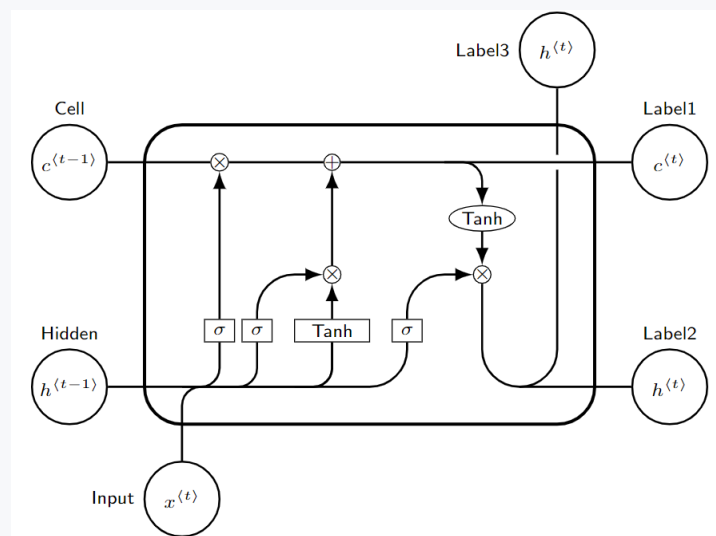 Label3
h⟨t⟩
Cell
Label1
c⟨t−1⟩
×
+
c⟨t⟩
Tanh
×
×
σ
σ
Tanh
σ
Hidden
Label2
h⟨t−1⟩
h⟨t⟩
Input
x⟨t⟩